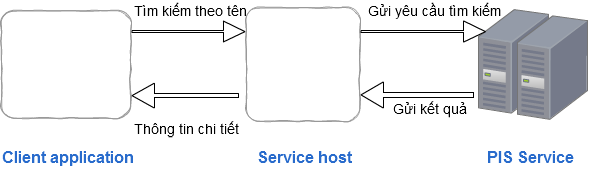 Tìm kiếm theo tên
Gửi yêu cầu tìm kiếm
Thông tin chi tiết
Gửi kết quả
Client application
Service host
PIS Service